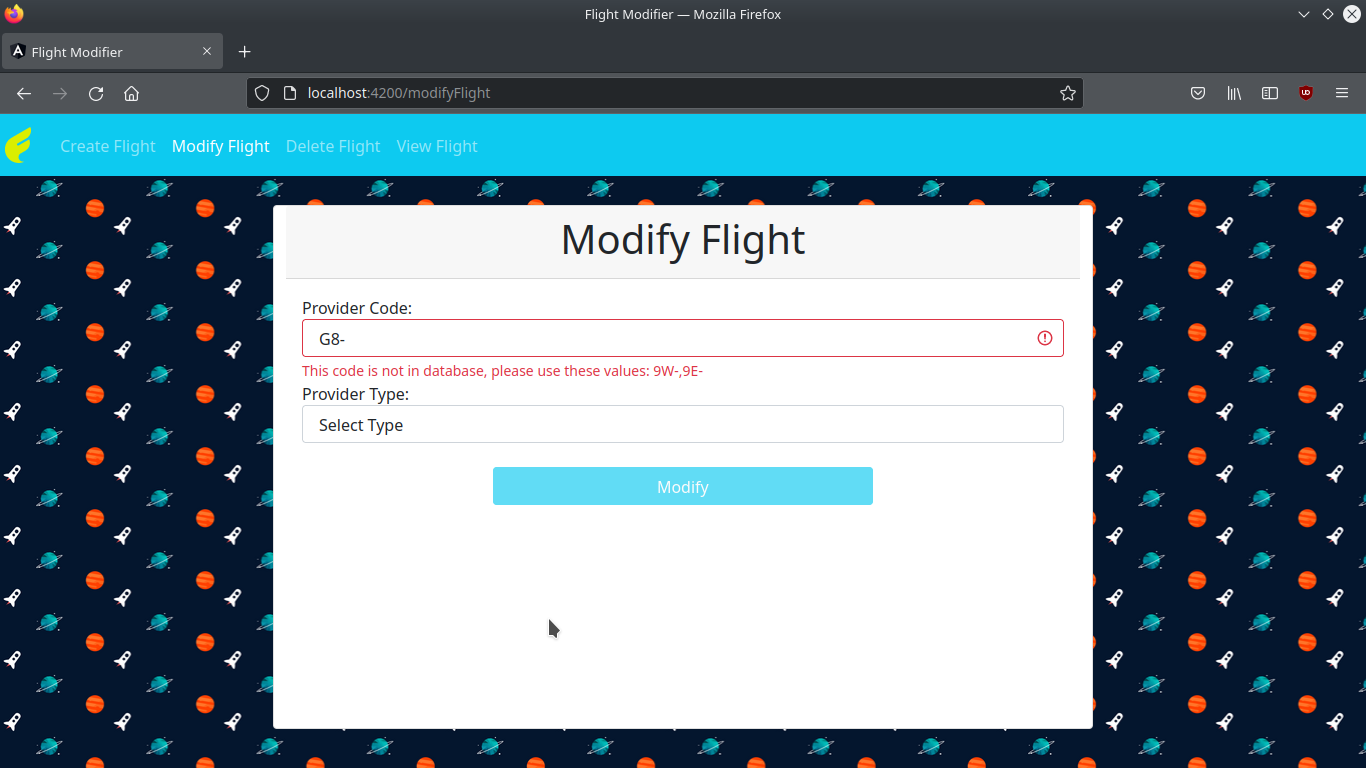 Flight Modifier — Mozilla Firefox
Flight Modifier
localhost:4200/modifyFlight
Create Flight Modify Flight Delete Flight View Flight
Modify Flight
Provider Code:
G8-
This code is not in database, please use these values: 9W-,9E-
Provider Type:
Select Type
Modify